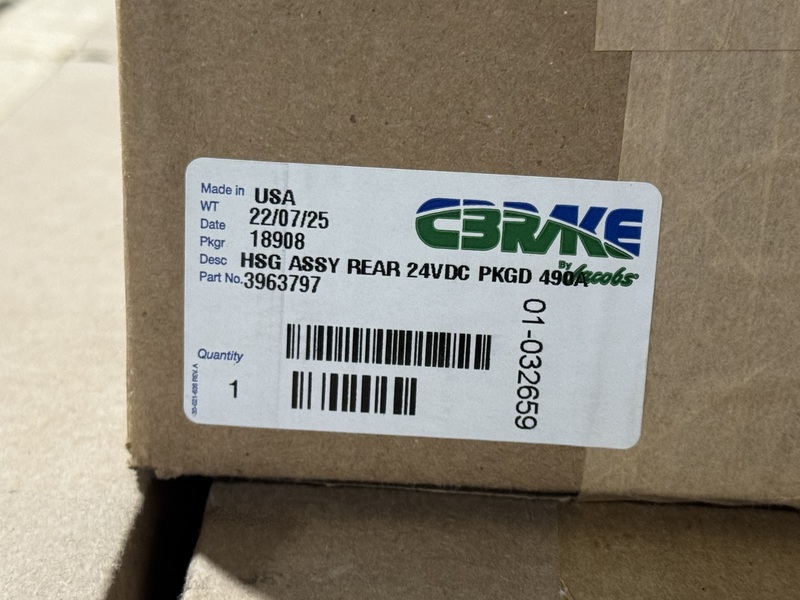 Made in USA
WT
Date 22/07/25
Pkgr 18908
Desc HSG ASSY REAR 24VDC PKGD 490A
Part No. 3963797
CBRAKE
By Jacobs
01-032659
Quantity
1